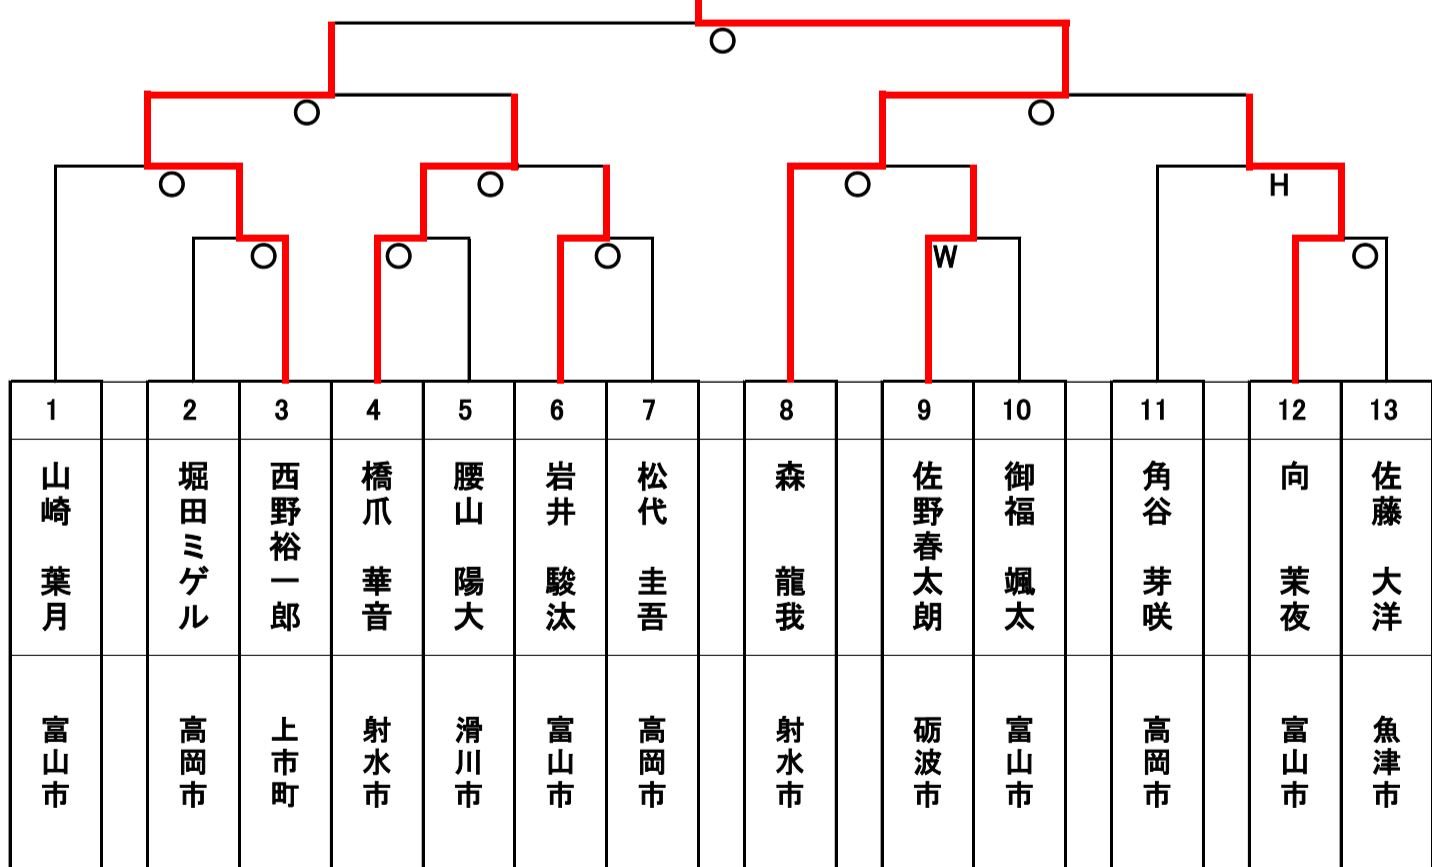 ○
○
○
○
○
○
H
○
○
○
W
○
1
2
3
4
5
6
7
8
9
10
11
12
13
山崎 葉月
堀田ミゲル
西野裕一郎
橋爪 華音
腰山 陽大
岩井 駿汰
松代 圭吾
森 龍我
佐野春太朗
御福 颯太
角谷 芽咲
向 茉夜
佐藤 大洋
富山市
高岡市
上市町
射水市
滑川市
富山市
高岡市
射水市
砺波市
富山市
高岡市
富山市
魚津市